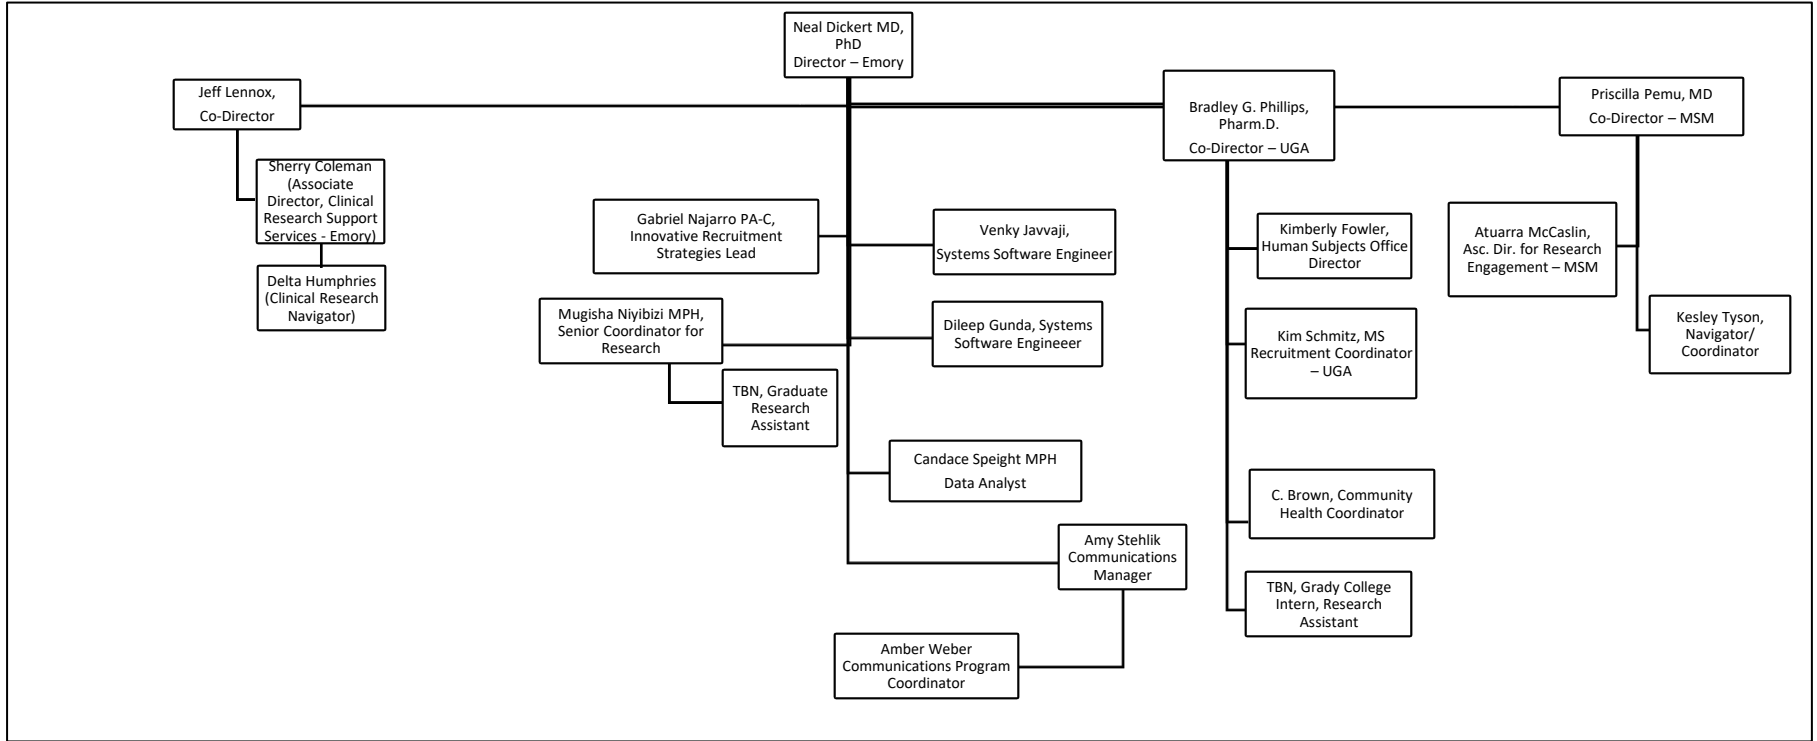 Neal Dickert MD,
PhD
Director – Emory
Jeff Lennox,
Co-Director
Bradley G. Phillips,
Pharm.D.
Co-Director – UGA
Priscilla Pemu, MD
Co-Director – MSM
Sherry Coleman
(Associate
Director, Clinical
Research Support
Services - Emory)
Delta Humphries
(Clinical Research
Navigator)
Gabriel Najarro PA-C,
Innovative Recruitment
Strategies Lead
Venky Javvaji,
Systems Software Engineer
Mugisha Niyibizi MPH,
Senior Coordinator for
Research
Dileep Gunda, Systems
Software Engineeer
TBN, Graduate
Research
Assistant
Candace Speight MPH
Data Analyst
Amy Stehlik
Communications
Manager
Amber Weber
Communications Program
Coordinator
Kimberly Fowler,
Human Subjects Office
Director
Kim Schmitz, MS
Recruitment Coordinator
– UGA
C. Brown, Community
Health Coordinator
TBN, Grady College
Intern, Research
Assistant
Atuarra McCaslin,
Asc. Dir. for Research
Engagement – MSM
Kesley Tyson,
Navigator/
Coordinator